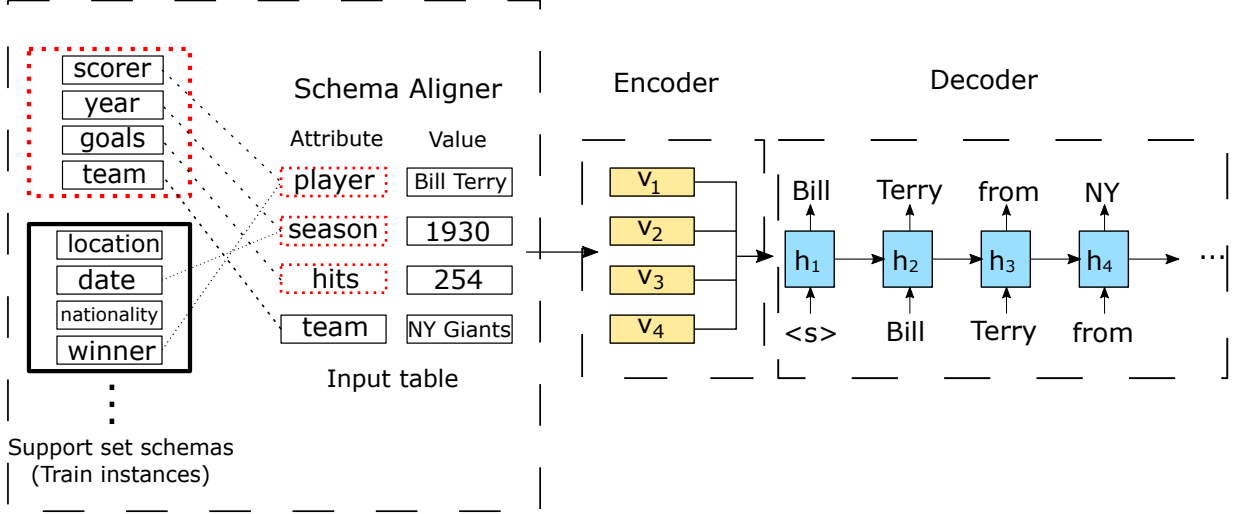 scorer
year
goals
team
location
date
nationality
winner
Support set schemas
(Train instances)
Schema Aligner
Attribute Value
player Bill Terry
season 1930
hits 254
team NY Giants
Input table
Encoder
v1
v2
v3
v4
Decoder
Bill Terry from NY
h1 h2 h3 h4 ...
<s> Bill Terry from